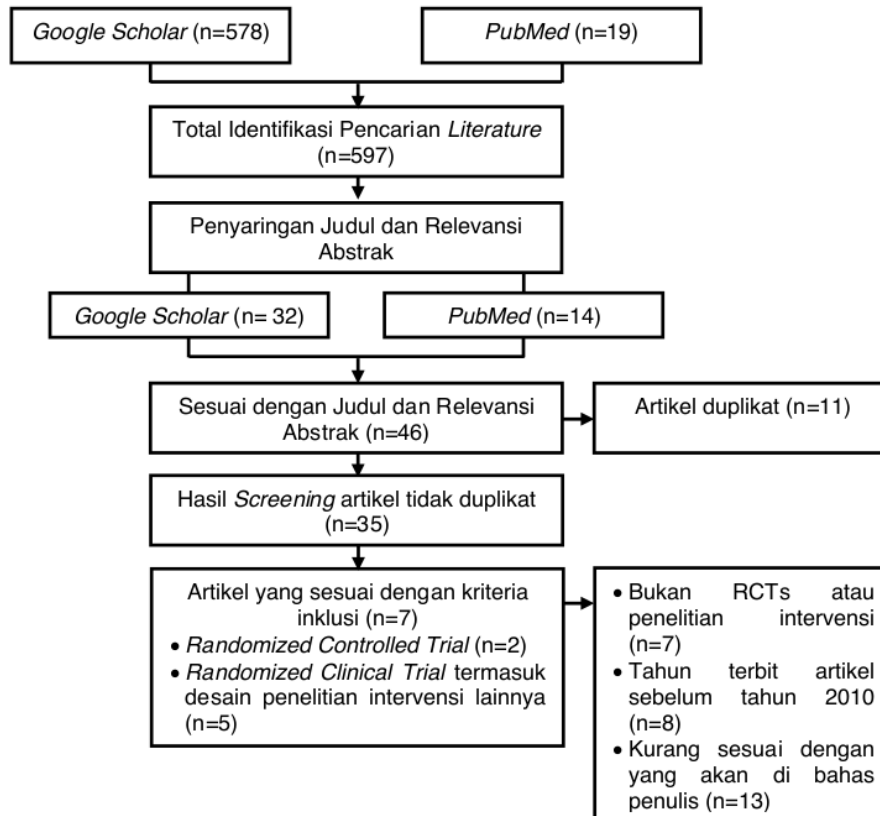 Google Scholar (n=578)
PubMed (n=19)
Total Identifikasi Pencarian Literature
(n=597)
Penyaringan Judul dan Relevansi
Abstrak
Google Scholar (n= 32)
PubMed (n=14)
Sesuai dengan Judul dan Relevansi
Abstrak (n=46)
Artikel duplikat (n=11)
Hasil Screening artikel tidak duplikat
(n=35)
Artikel yang sesuai dengan kriteria
inklusi (n=7)
• Randomized Controlled Trial (n=2)
• Randomized Clinical Trial termasuk
desain penelitian intervensi lainnya
(n=5)
• Bukan RCTs atau
penelitian intervensi
(n=7)
• Tahun terbit artikel
sebelum tahun 2010
(n=8)
• Kurang sesuai dengan
yang akan di bahas
penulis (n=13)